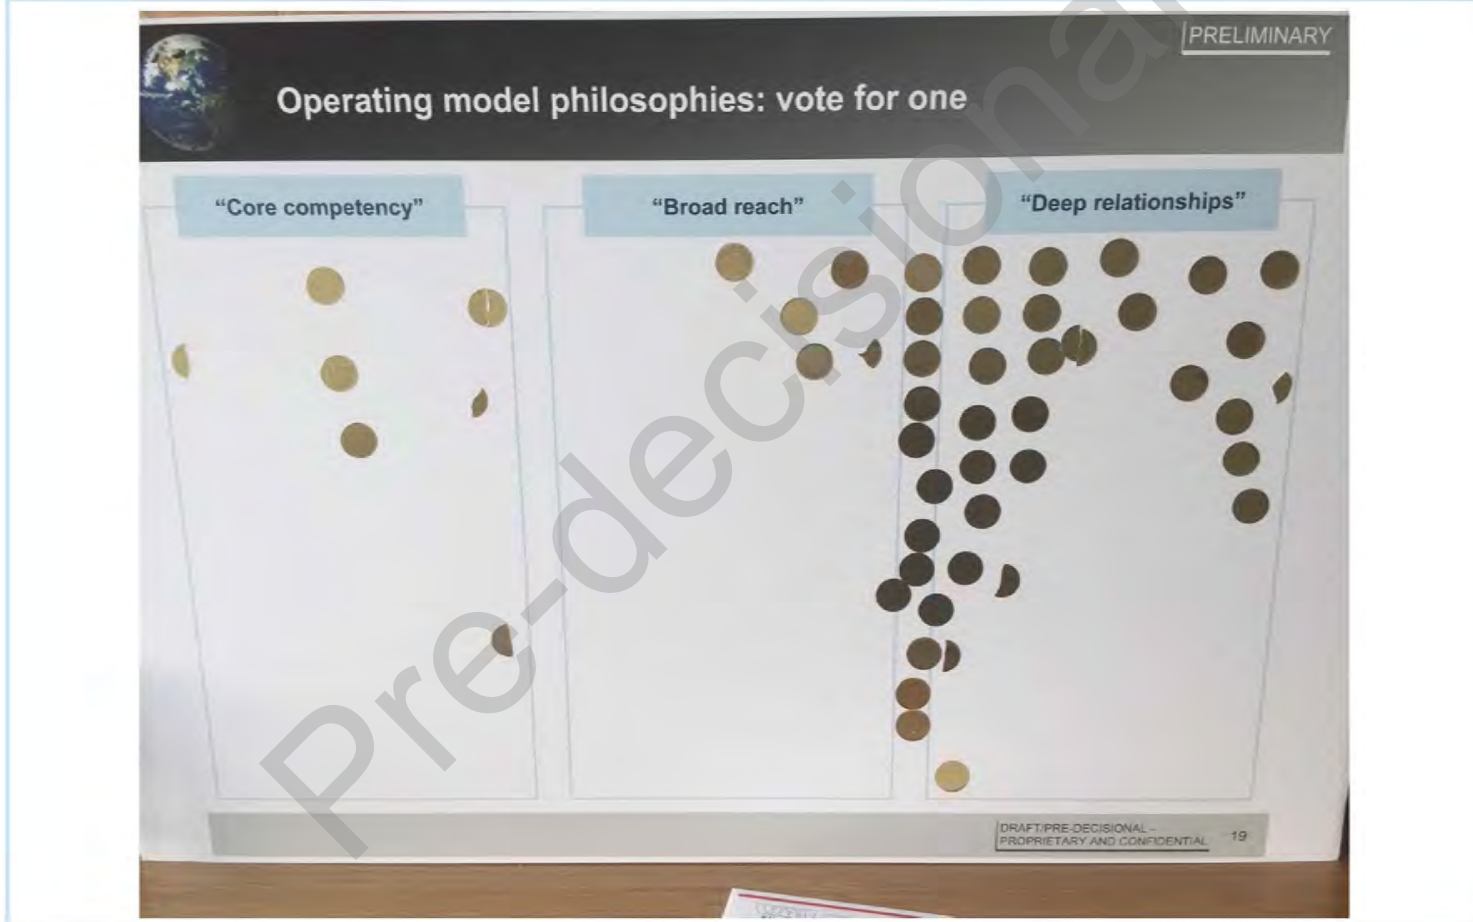 PRELIMINARY
Operating model philosophies: vote for one
“Core competency”
“Broad reach”
“Deep relationships”
Pre-decisional
DRAFT/PRE-DECISIONAL –
PROPRIETARY AND CONFIDENTIAL
19